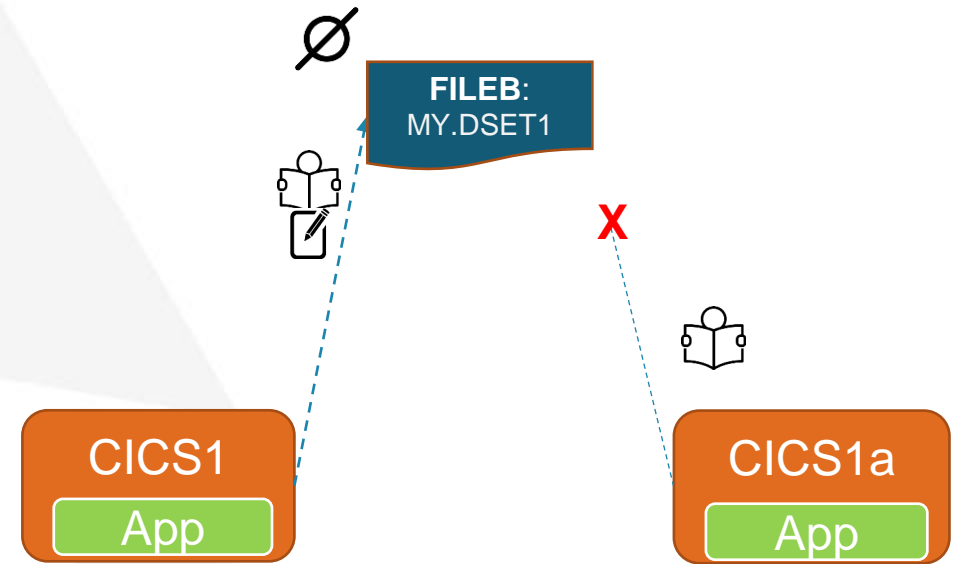 FILEB:
MY.DSET1
X
CICS1
App
CICS1a
App